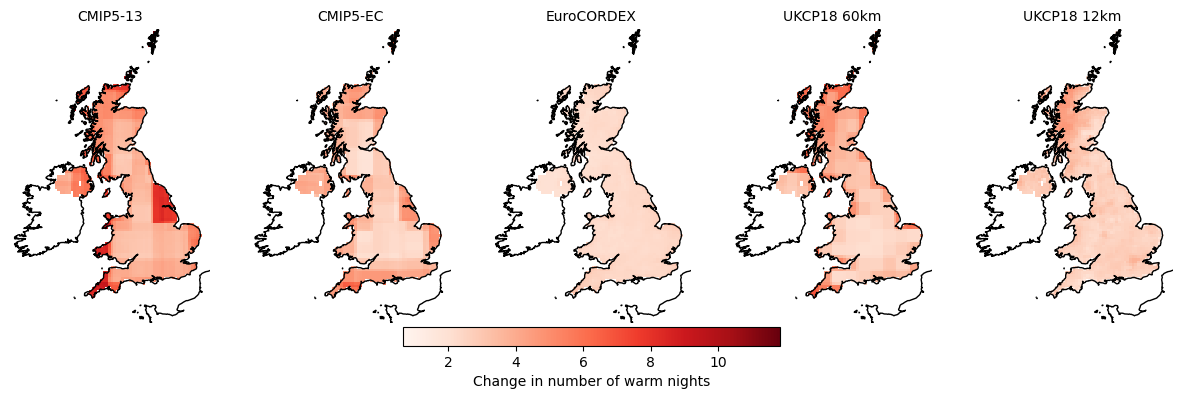 CMIP5-13
CMIP5-EC
EuroCORDEX
UKCP18 60km
UKCP18 12km
2 4 6 8 10
Change in number of warm nights